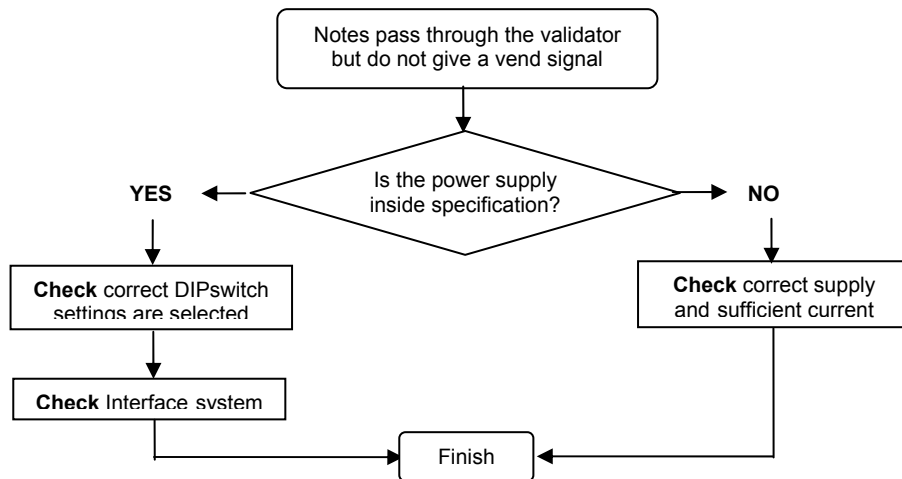 Notes pass through the validator
but do not give a vend signal
Is the power supply
inside specification?
YES
NO
Check correct DIPswitch
settings are selected
Check correct supply
and sufficient current
Check Interface system
Finish